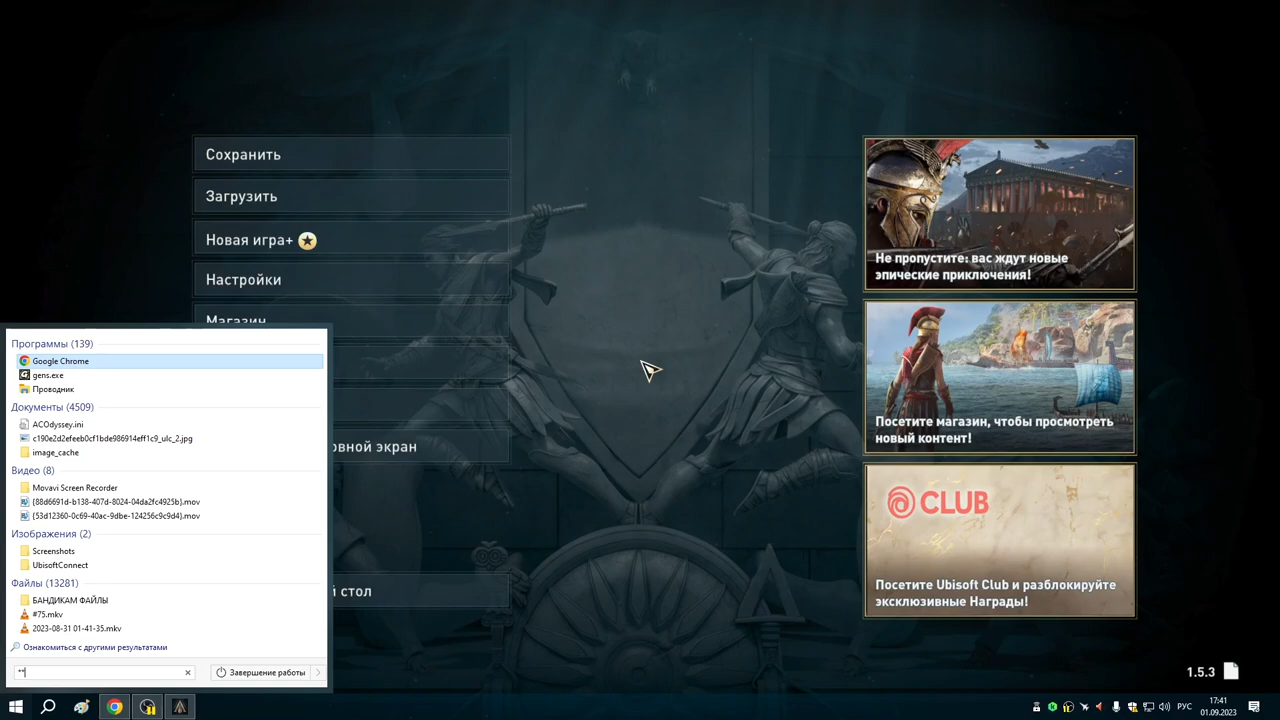 Сохранить
Загрузить
Новая игра+
Настройки
Магазин
Не пропустите: вас ждут новые
эпические приключения!
Посетите магазин, чтобы просмотреть
новый контент!
CLUB
Посетите Ubisoft Club и разблокируйте
эксклюзивные Награды!
1.5.3
Программы (139)
Google Chrome
gens.exe
Проводник
Документы (4509)
ACOdyssey.ini
c190e2d2efeeb0cf1bde986914eff1c9_ulc_2.jpg
image_cache
Видео (8)
Movavi Screen Recorder
{88d6691d-b138-407d-8024-04da2fc4925b}.mov
{53d12360-0c69-40ac-9dbe-124256c9c9d4}.mov
Изображения (2)
Screenshots
UbisoftConnect
Файлы (13281)
БАНДИКАМ ФАЙЛЫ
#75.mkv
2023-08-31 01-41-35.mkv
Ознакомиться с другими результатами
Завершение работы
экран
стол
РУС
17:41
01.09.2023